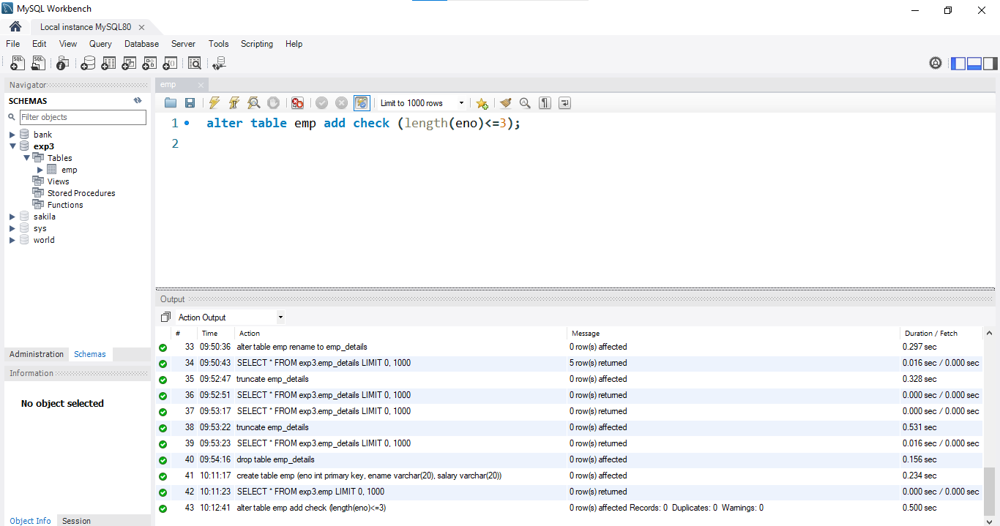 MySQL Workbench
Local instance MySQL80
File Edit View Query Database Server Tools Scripting Help
Navigator
SCHEMAS
Filter objects
bank
exp3
Tables
emp
Views
Stored Procedures
Functions
sakila
sys
world
Administration Schemas
Information
No object selected
Object Info Session
emp
Limit to 1000 rows
1 alter table emp add check (length(eno)<=3);
2
Output
Action Output
# Time Action Message Duration / Fetch
33 09:50:36 alter table emp rename to emp_details 0 row(s) affected 0.297 sec
34 09:50:43 SELECT * FROM exp3.emp_details LIMIT 0, 1000 5 row(s) returned 0.016 sec / 0.000 sec
35 09:52:47 truncate emp_details 0 row(s) affected 0.328 sec
36 09:52:51 SELECT * FROM exp3.emp_details LIMIT 0, 1000 0 row(s) returned 0.000 sec / 0.000 sec
37 09:53:17 SELECT * FROM exp3.emp_details LIMIT 0, 1000 0 row(s) returned 0.000 sec / 0.000 sec
38 09:53:22 truncate emp_details 0 row(s) affected 0.531 sec
39 09:53:23 SELECT * FROM exp3.emp_details LIMIT 0, 1000 0 row(s) returned 0.016 sec / 0.000 sec
40 09:54:16 drop table emp_details 0 row(s) affected 0.156 sec
41 10:11:17 create table emp (eno int primary key, ename varchar(20), salary varchar(20)) 0 row(s) affected 0.234 sec
42 10:11:23 SELECT * FROM exp3.emp LIMIT 0, 1000 0 row(s) returned 0.000 sec / 0.000 sec
43 10:12:41 alter table emp add check (length(eno)<=3) 0 row(s) affected Records: 0 Duplicates: 0 Warnings: 0 0.500 sec